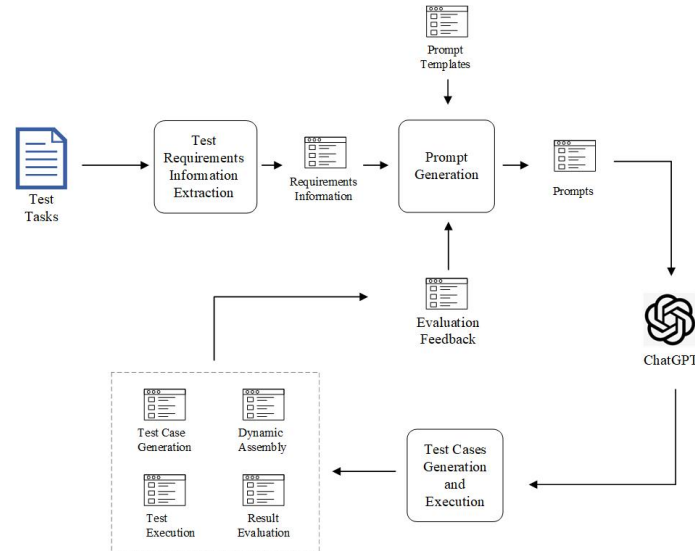 Prompt
Templates
Test
Tasks
Test
Requirements
Information
Extraction
Requirements
Information
Prompt
Generation
Prompts
Evaluation
Feedback
ChatGPT
Test Case
Generation
Dynamic
Assembly
Test
Execution
Result
Evaluation
Test Cases
Generation
and
Execution